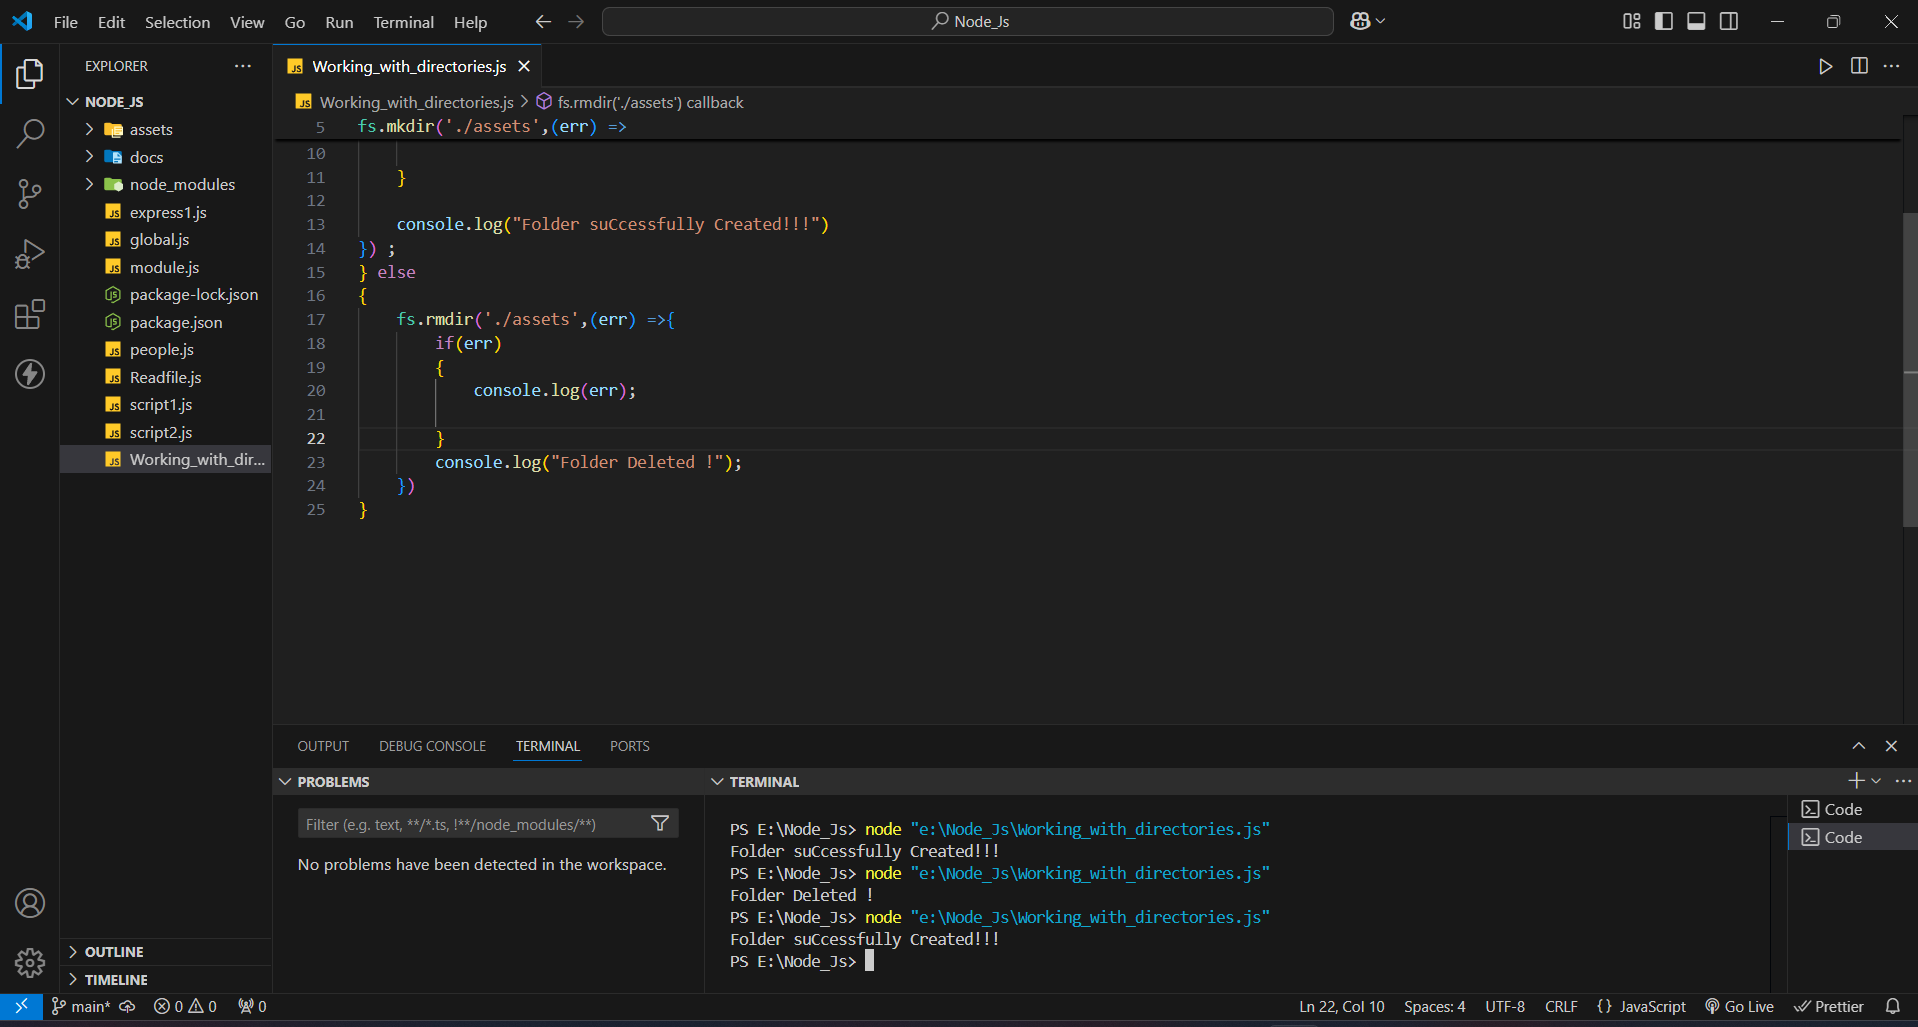 File Edit Selection View Go Run Terminal Help
Node_Js
EXPLORER
NODE_JS
assets
docs
node_modules
express1.js
global.js
module.js
package-lock.json
package.json
people.js
Readfile.js
script1.js
script2.js
Working_with_dir...
OUTLINE
TIMELINE
Working_with_directories.js
Working_with_directories.js > fs.rmdir('./assets') callback
5 fs.mkdir('./assets',(err) =>
10
11 }
12
13 console.log("Folder suCcessfully Created!!!")
14 }) ;
15 } else
16 {
17 fs.rmdir('./assets',(err) =>{
18 if(err)
19 {
20 console.log(err);
21
22 }
23 console.log("Folder Deleted !");
24 })
25 }
OUTPUT DEBUG CONSOLE TERMINAL PORTS
PROBLEMS
Filter (e.g. text, **/*.ts, !**/node_modules/**)
No problems have been detected in the workspace.
TERMINAL
PS E:\Node_Js> node "e:\Node_Js\Working_with_directories.js"
Folder suCcessfully Created!!!
PS E:\Node_Js> node "e:\Node_Js\Working_with_directories.js"
Folder Deleted !
PS E:\Node_Js> node "e:\Node_Js\Working_with_directories.js"
Folder suCcessfully Created!!!
PS E:\Node_Js>
Code
Code
main* 0 0 0 Ln 22, Col 10 Spaces: 4 UTF-8 CRLF {} JavaScript Go Live Prettier